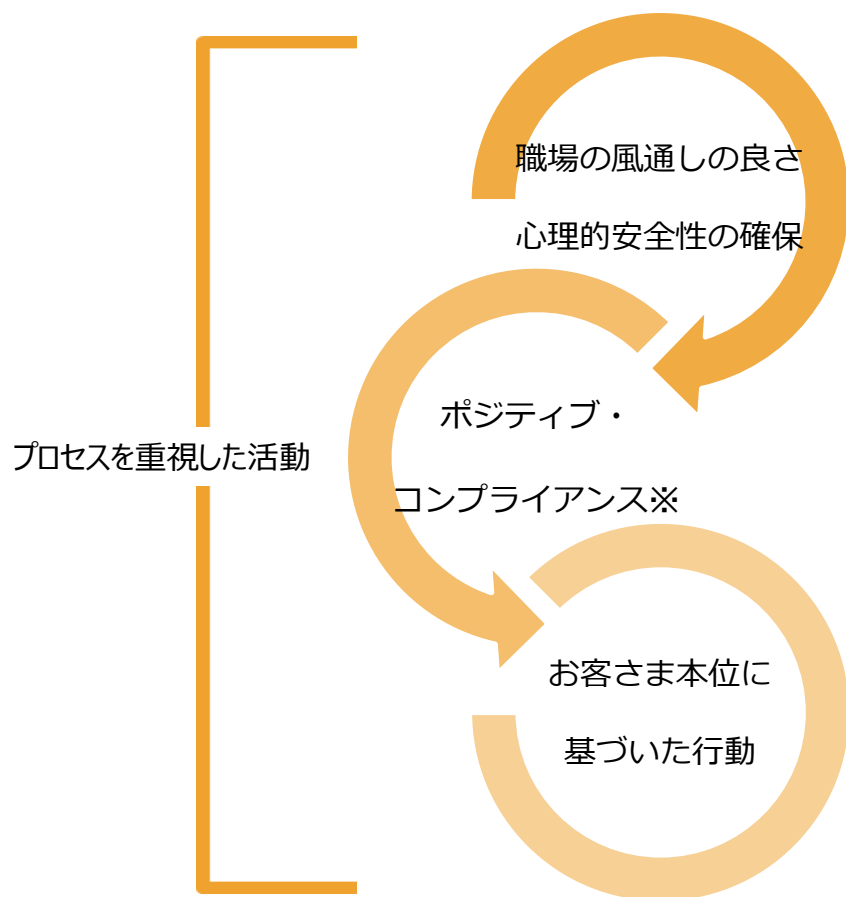 職場の風通しの良さ
心理的安全性の確保
ポジティブ・
コンプライアンス※
プロセスを重視した活動
お客さま本位に
基づいた行動